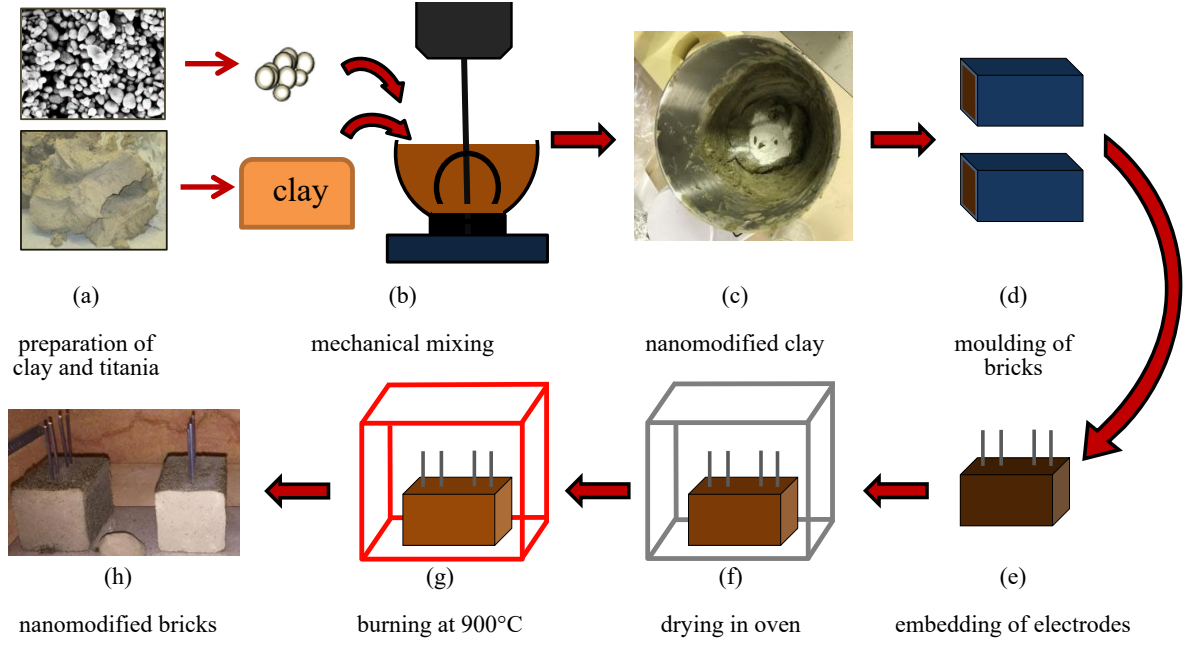 clay
(a)
(b)
(c)
(d)
preparation of
clay and titania
mechanical mixing
nanomodified clay
moulding of
bricks
(h)
(g)
(f)
(e)
nanomodified bricks
burning at 900°C
drying in oven
embedding of electrodes